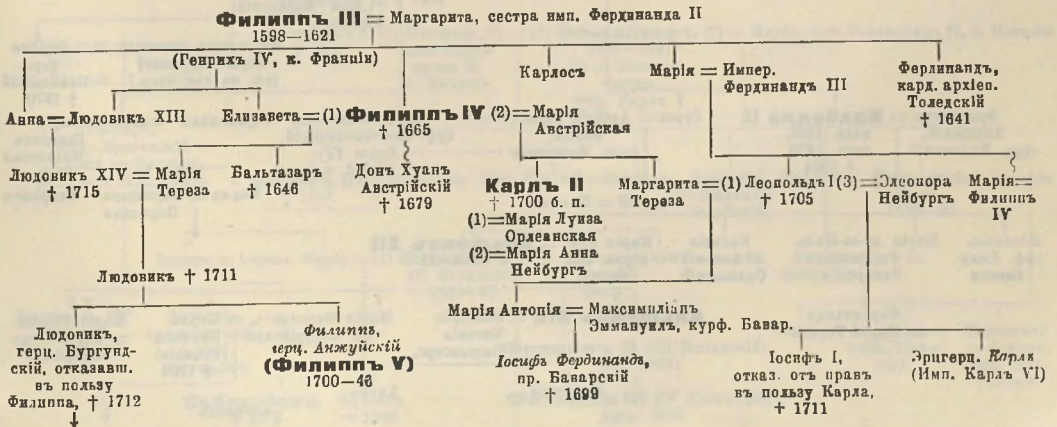 Филиппъ III = Маргарита, сестра имп. Фердинанда II
1598—1621
(Генрихъ IV, к. Франціи)
Карлосъ
Марія = Импер.
Фердинандъ III
Ферлинандъ,
кард. архіеп.
Толедскій
† 1641
Анна = Людовикъ XIII
Елизавета = (1) Филиппъ IV (2) = Марія
† 1665
Австрійская
Людовикъ XIV = Марія
† 1715
Тереза
Бальтазаръ
† 1646
Донъ Хуанъ
Австрійскій
† 1679
Карлъ II
† 1700 б. п.
(1) = Марія Луиза
Орлеанская
(2) = Марія Анна
Нейбургъ
Маргарита = (1) Леопольдъ I (3) = Элеонора
Тереза
† 1705
Нейбургъ
Марія =
Филиппъ
IV
Людовикъ † 1711
Людовикъ,
герц. Бургунд-
скій, отказавш.
въ пользу
Филиппа, † 1712
Филиппъ,
герц. Анжуйскій
(Филиппъ V)
1700—46
Марія Антонія = Максимиліанъ
Эммануилъ, курф. Бавар.
Іосифъ Фердинандъ,
пр. Баварскій
† 1699
Іосифъ I,
отказ. отъ правъ
въ пользу Карла,
† 1711
Эрцгерц. Карлъ
(Имп. Карлъ VI)